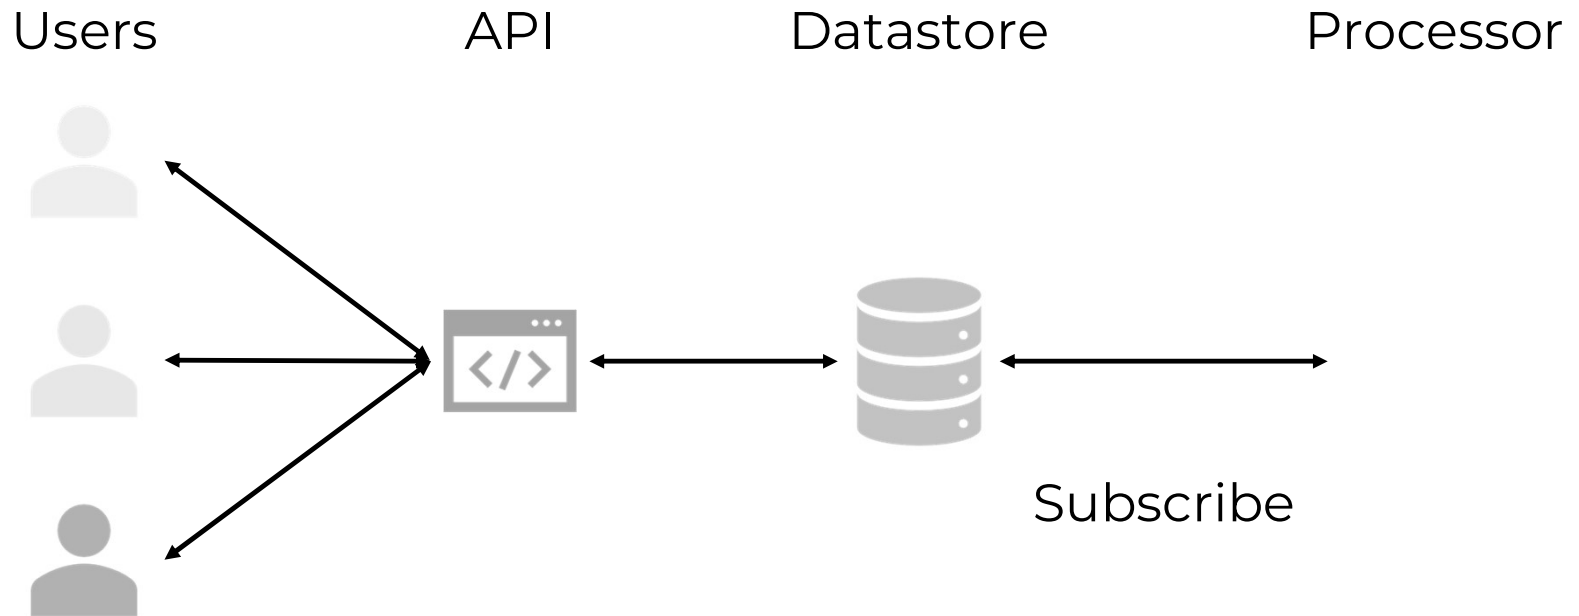 Users
API
Datastore
Processor
</>
Subscribe